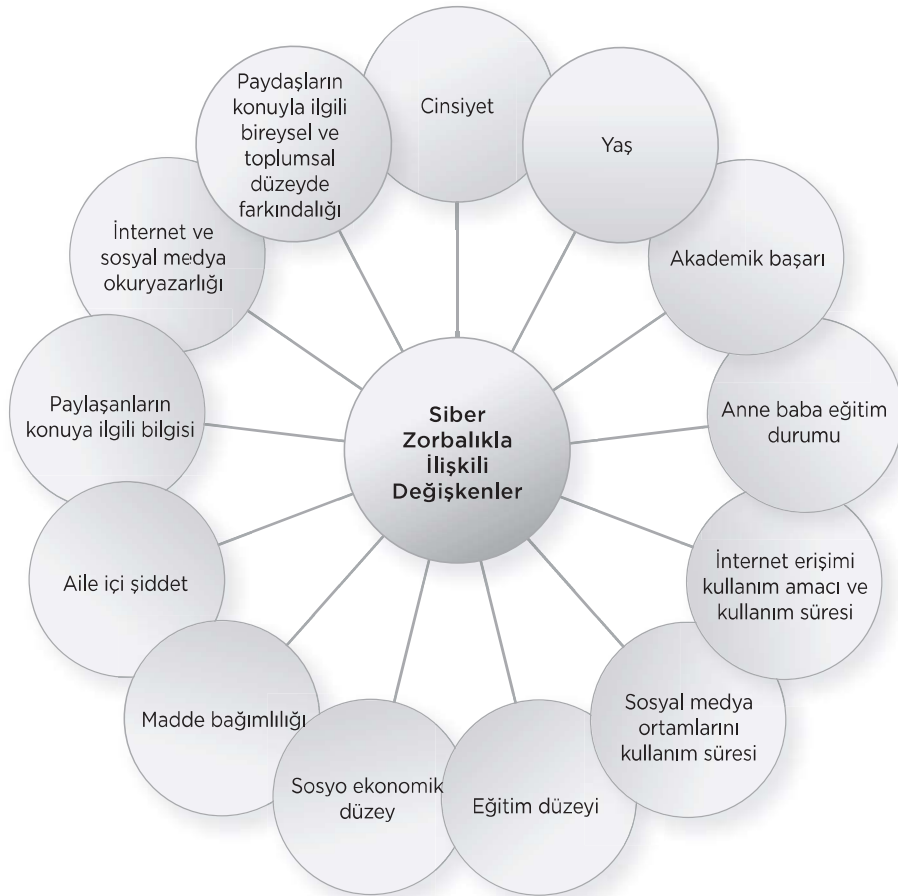 Siber
Zorbalıkla
İlişkili
Değişkenler
Cinsiyet
Yaş
Akademik başarı
Anne baba eğitim
durumu
İnternet erişimi
kullanım amacı ve
kullanım süresi
Sosyal medya
ortamlarını
kullanım süresi
Eğitim düzeyi
Sosyo ekonomik
düzey
Madde bağımlılığı
Aile içi şiddet
Paylaşanların
konuya ilgili bilgisi
İnternet ve
sosyal medya
okuryazarlığı
Paydaşların
konuyla ilgili
bireysel ve
toplumsal
düzeyde
farkındalığı